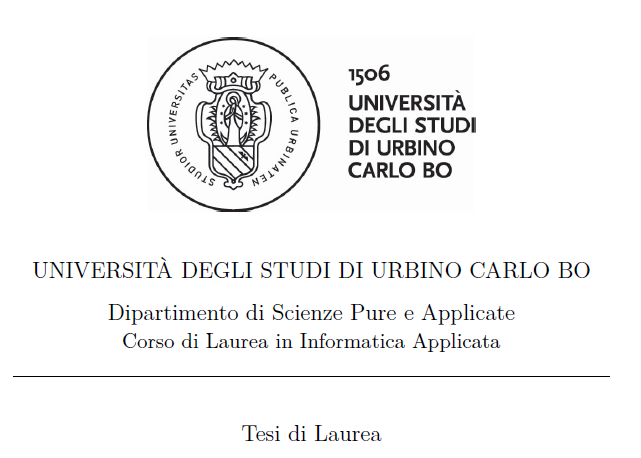 STUDIOR UNIVERSITAS PUBLICA URBINATEN
1506
UNIVERSITÀ
DEGLI STUDI
DI URBINO
CARLO BO
UNIVERSITÀ DEGLI STUDI DI URBINO CARLO BO
Dipartimento di Scienze Pure e Applicate
Corso di Laurea in Informatica Applicata
Tesi di Laurea